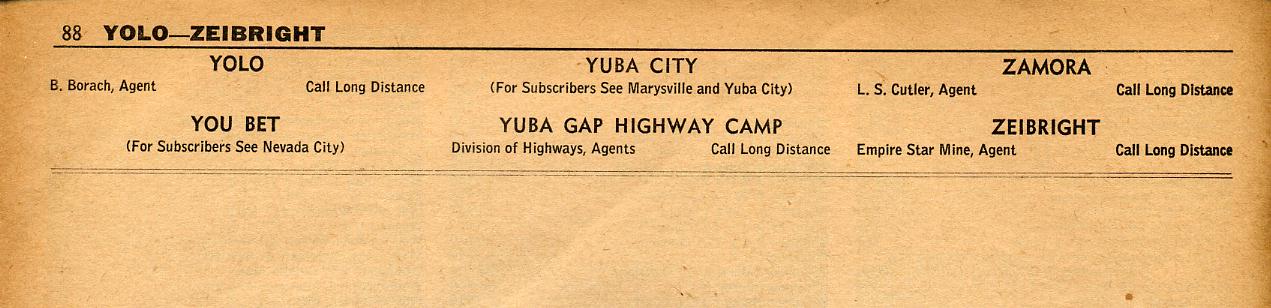 88 YOLO—ZEIBRIGHT
YOLO
B. Borach, Agent Call Long Distance
YOU BET
(For Subscribers See Nevada City)
YUBA CITY
(For Subscribers See Marysville and Yuba City)
YUBA GAP HIGHWAY CAMP
Division of Highways, Agents Call Long Distance
ZAMORA
L. S. Cutler, Agent Call Long Distance
ZEIBRIGHT
Empire Star Mine, Agent Call Long Distance